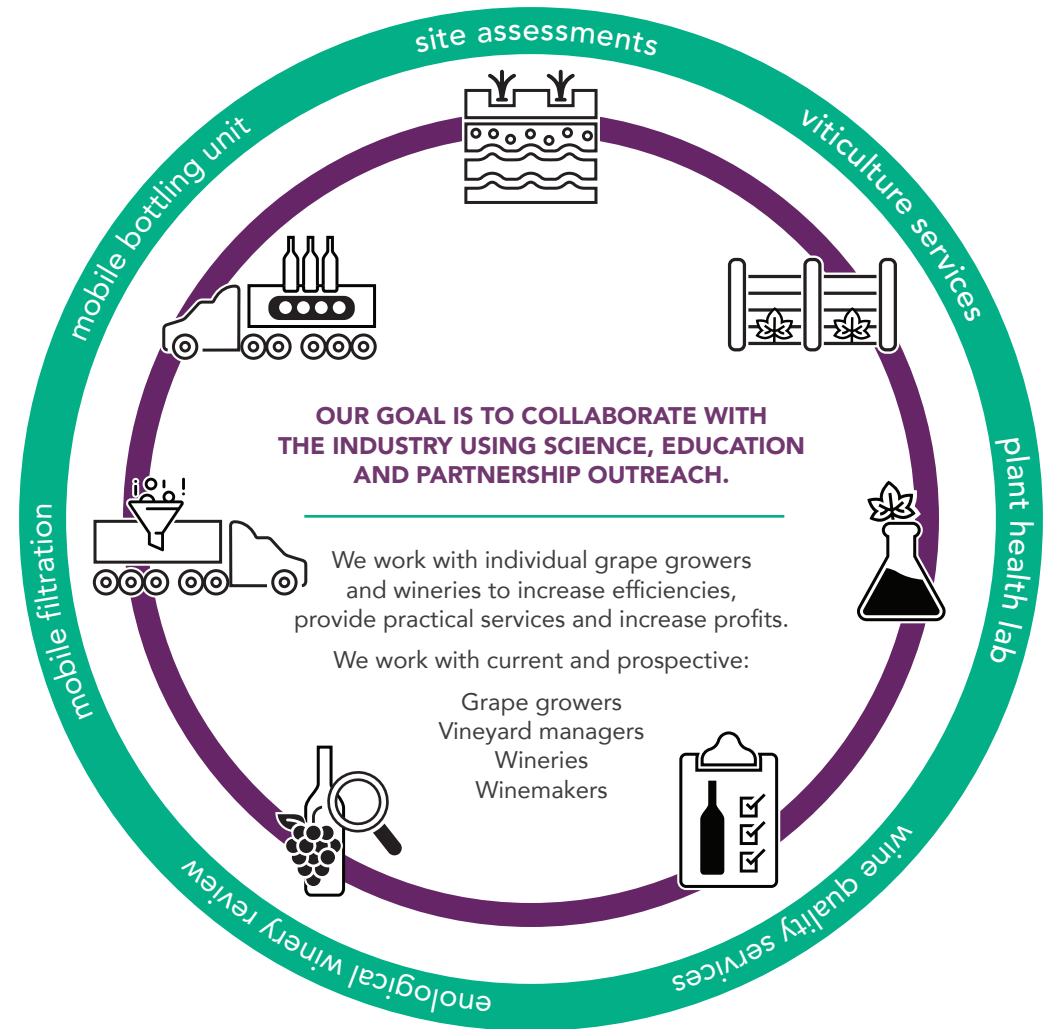 site assessments
viticulture services
plant health lab
wine quality services
enological winery review
mobile filtration
mobile bottling unit
OUR GOAL IS TO COLLABORATE WITH
THE INDUSTRY USING SCIENCE, EDUCATION
AND PARTNERSHIP OUTREACH.
We work with individual grape growers
and wineries to increase efficiencies,
provide practical services and increase profits.
We work with current and prospective:
Grape growers
Vineyard managers
Wineries
Winemakers